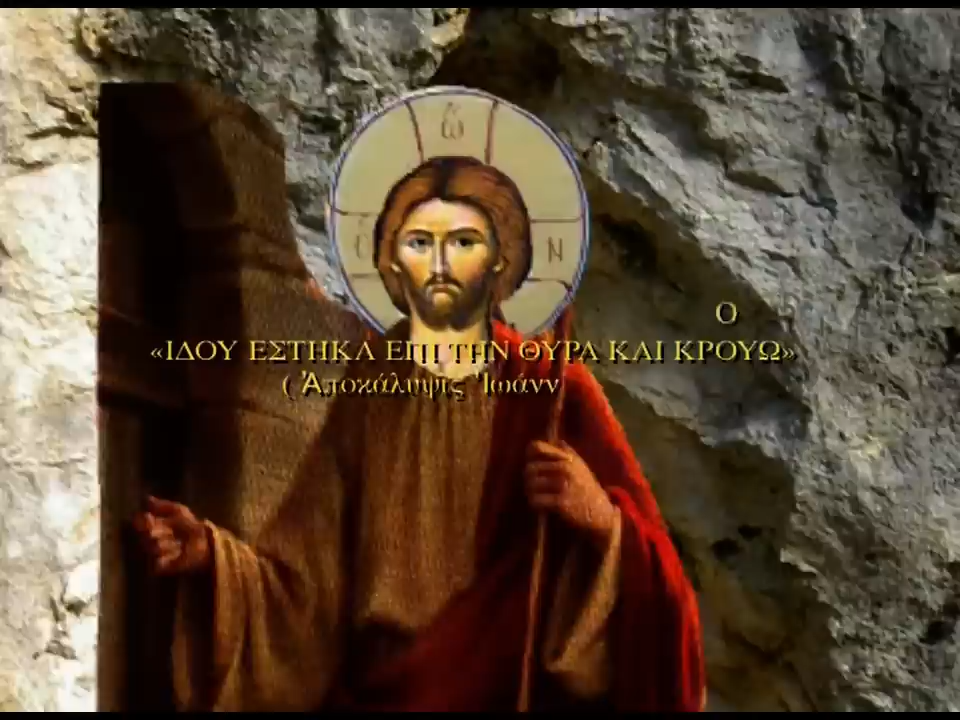 ὤ
Ν
Ο
«ΙΔΟΥ ΕΣΤΗΚΑ ΕΠΙ ΤΗΝ ΘΥΡΑ ΚΑΙ ΚΡΟΥΩ»
( Ἀποκάλυψις Ἰωάνν